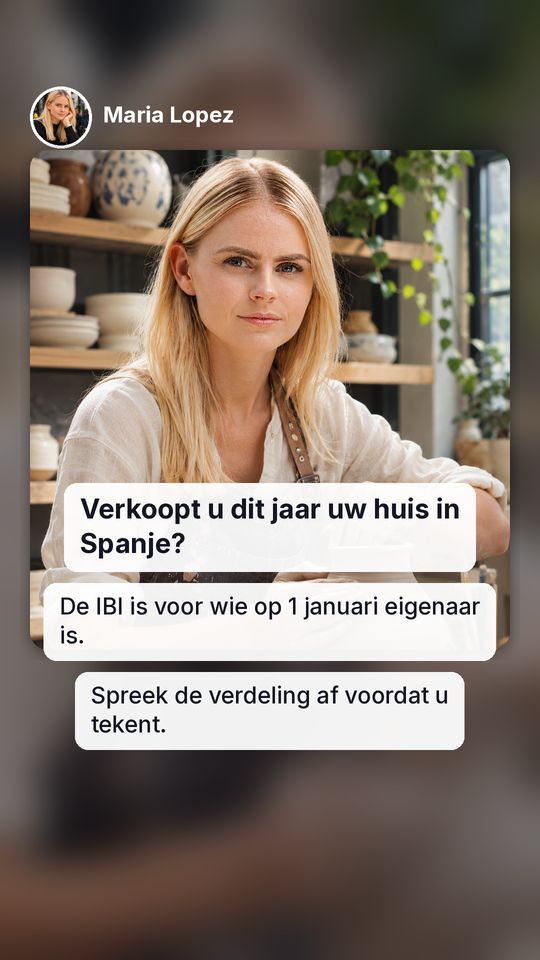 Maria Lopez
Verkoopt u dit jaar uw huis in
Spanje?
De IBI is voor wie op 1 januari eigenaar
is.
Spreek de verdeling af voordat u
tekent.